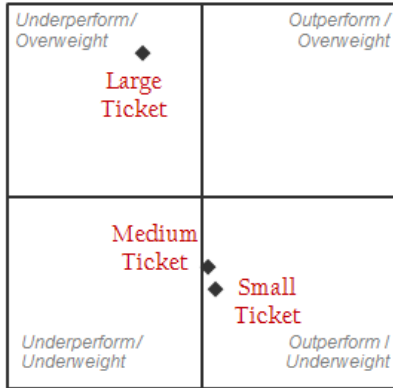 Underperform/
Overweight
Outperform /
Overweight
Large
Ticket
Medium
Ticket
Small
Ticket
Underperform/
Underweight
Outperform I
Underweight